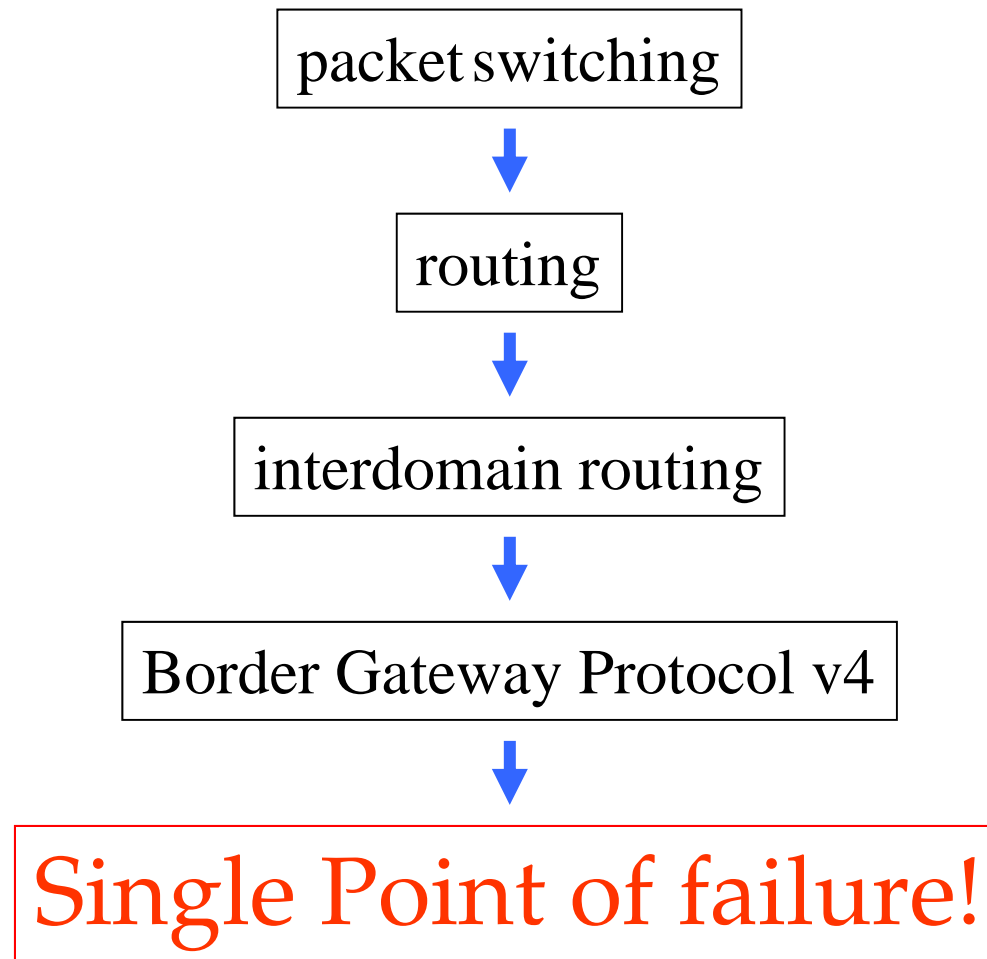 packet switching
routing
interdomain routing
Border Gateway Protocol v4
Single Point of failure!